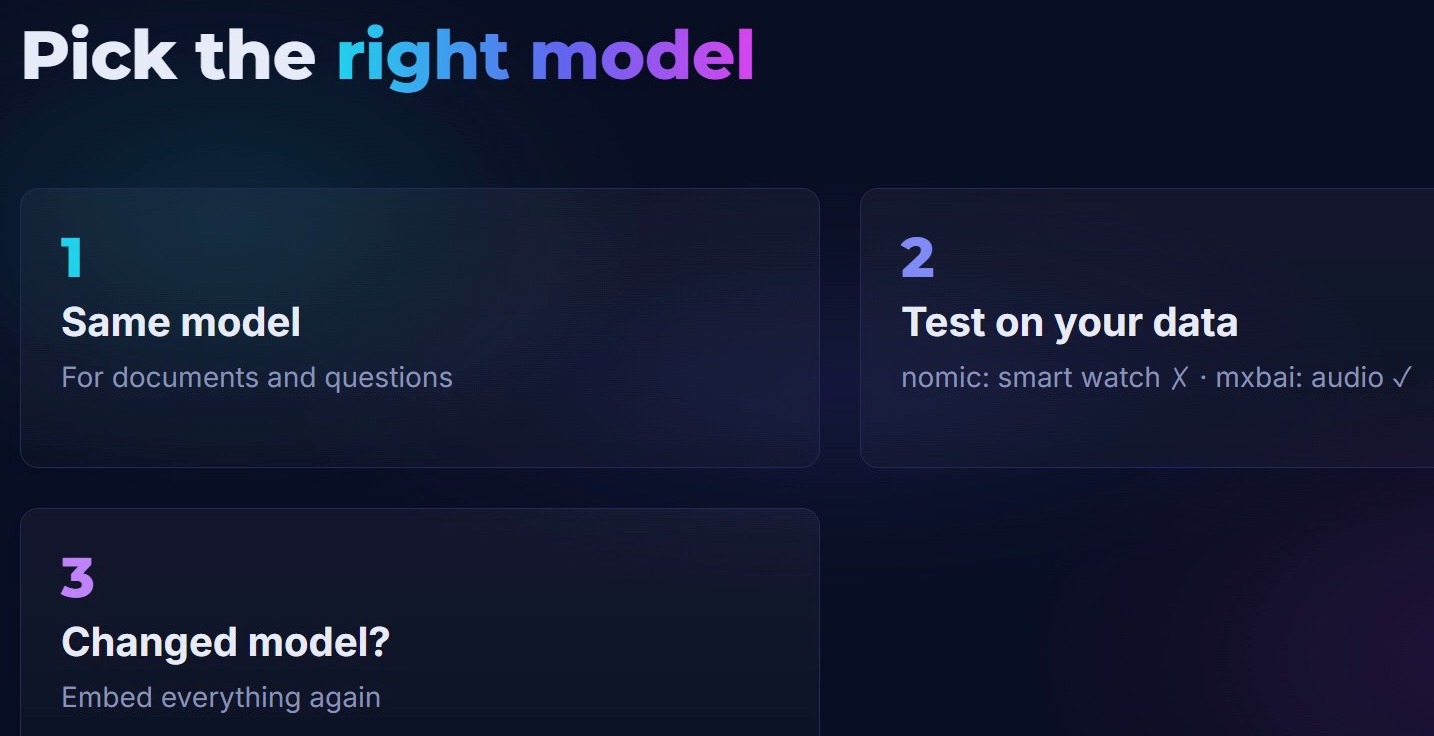 Pick the right model
1
Same model
For documents and questions
2
Test on your data
nomic: smart watch ✗ · mxbai: audio ✓
3
Changed model?
Embed everything again